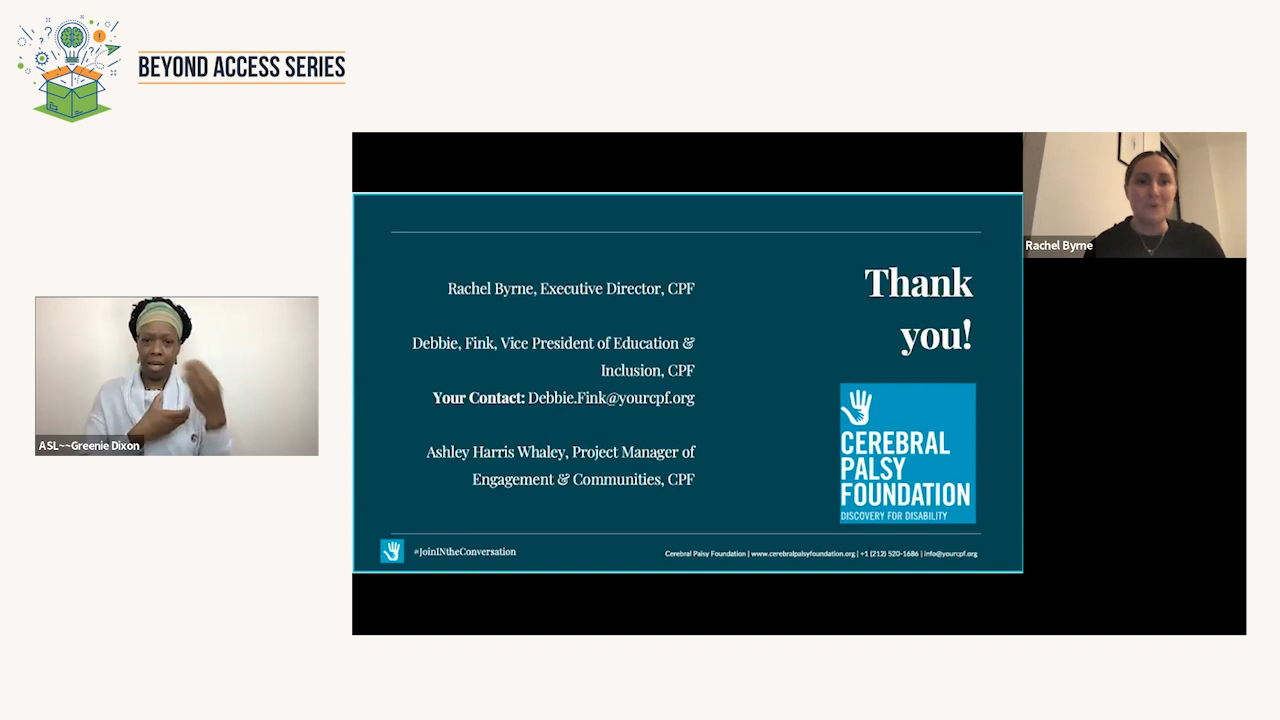 BEYOND ACCESS SERIES
Rachel Byrne, Executive Director, CPF
Debbie, Fink, Vice President of Education &
Inclusion, CPF
Your Contact: Debbie.Fink@yourcpf.org
Ashley Harris Whaley, Project Manager of
Engagement & Communities, CPF
Thank
you!
CEREBRAL
PALSY
FOUNDATION
DISCOVERY FOR DISABILITY
#JoinINtheConversation
Cerebral Palsy Foundation | www.cerebralpalsyfoundation.org | +1 (212) 520-1686 | info@yourcpf.org
Rachel Byrne
ASL~~Greenie Dixon